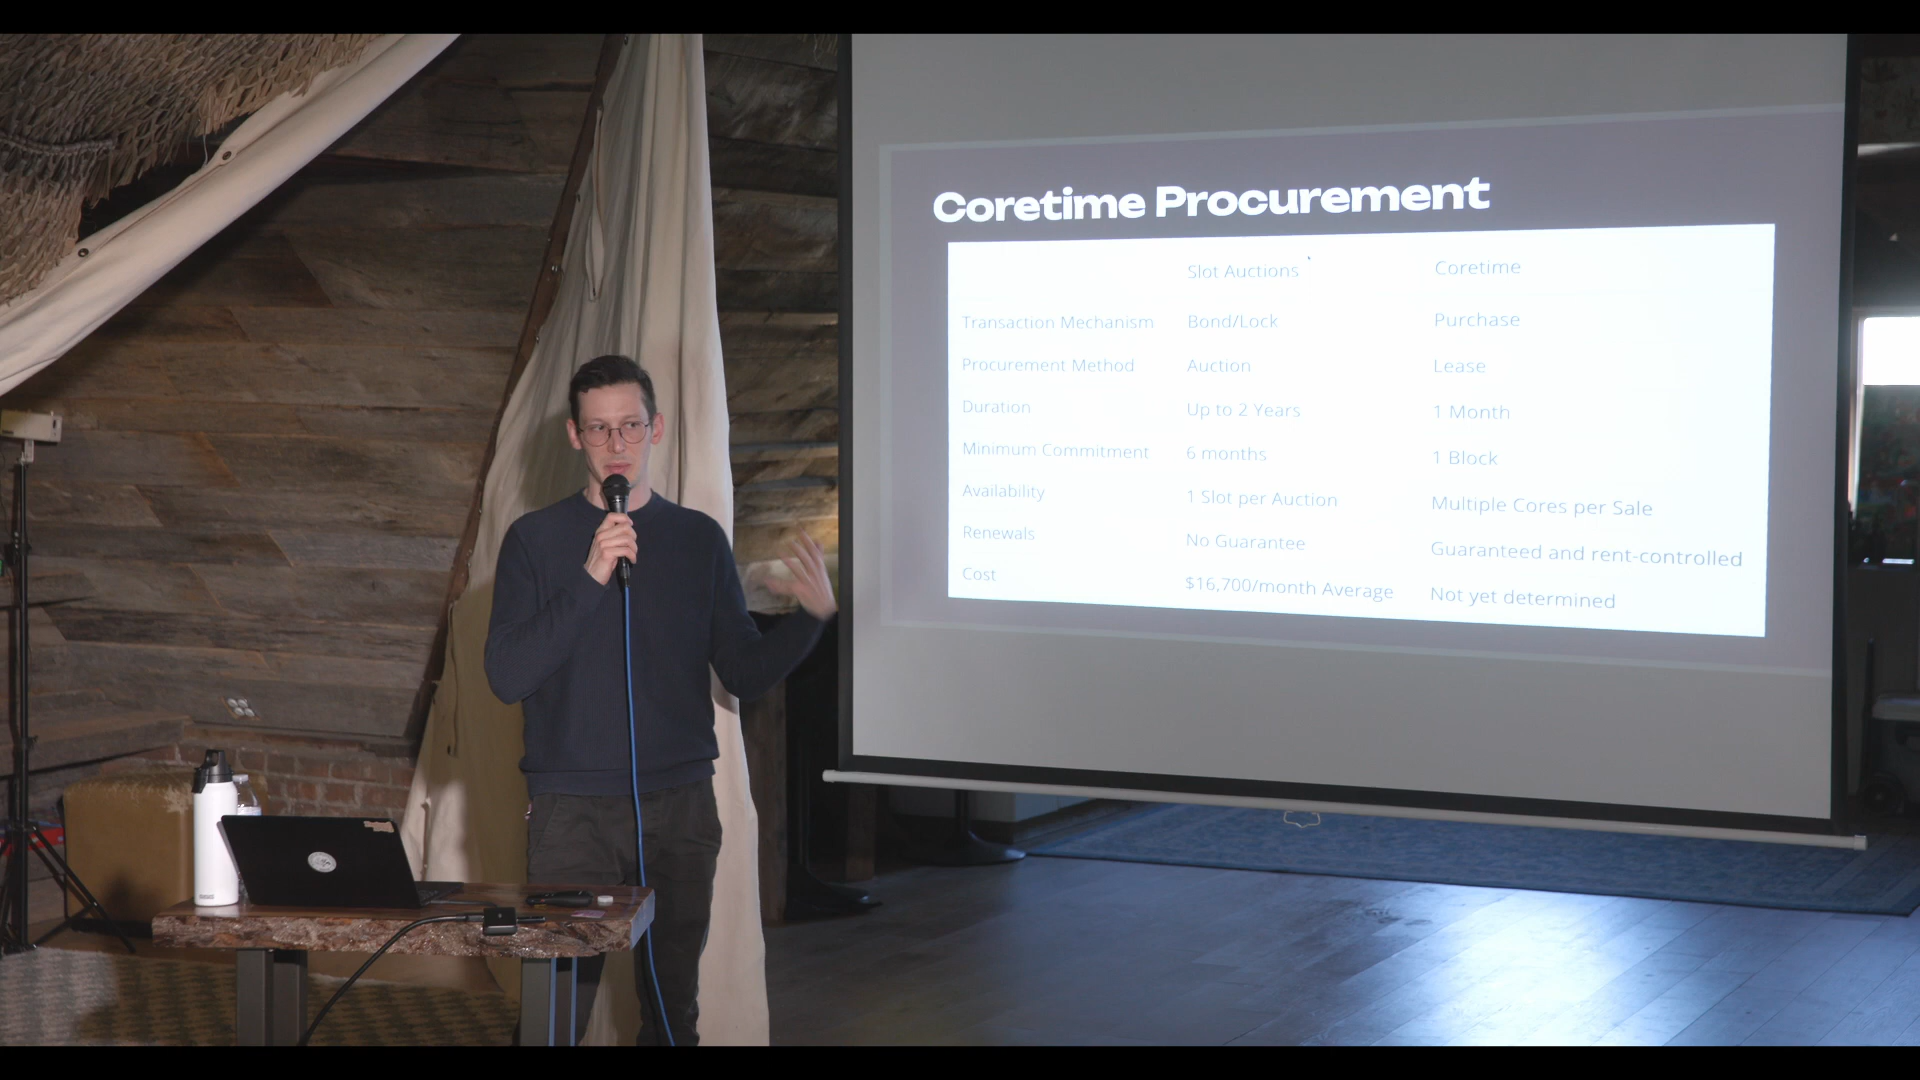 Coretime Procurement
Slot Auctions Coretime
Transaction Mechanism Bond/Lock Purchase
Procurement Method Auction Lease
Duration Up to 2 Years 1 Month
Minimum Commitment 6 months 1 Block
Availability 1 Slot per Auction Multiple Cores per Sale
Renewals No Guarantee Guaranteed and rent-controlled
Cost $16,700/month Average Not yet determined